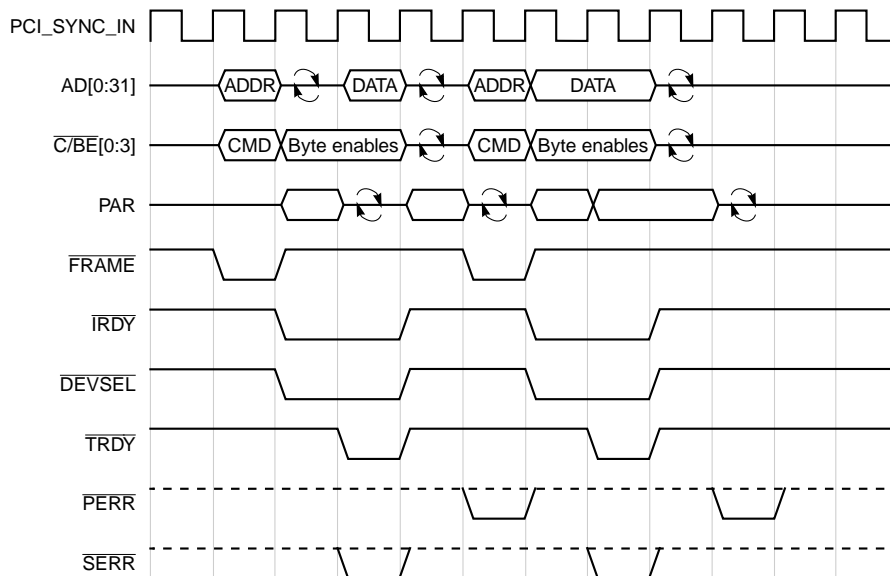 PCI_SYNC_IN
AD[0:31] ADDR DATA ADDR DATA
C/BE[0:3] CMD Byte enables CMD Byte enables
PAR
FRAME
IRDY
DEVSEL
TRDY
PERR
SERR